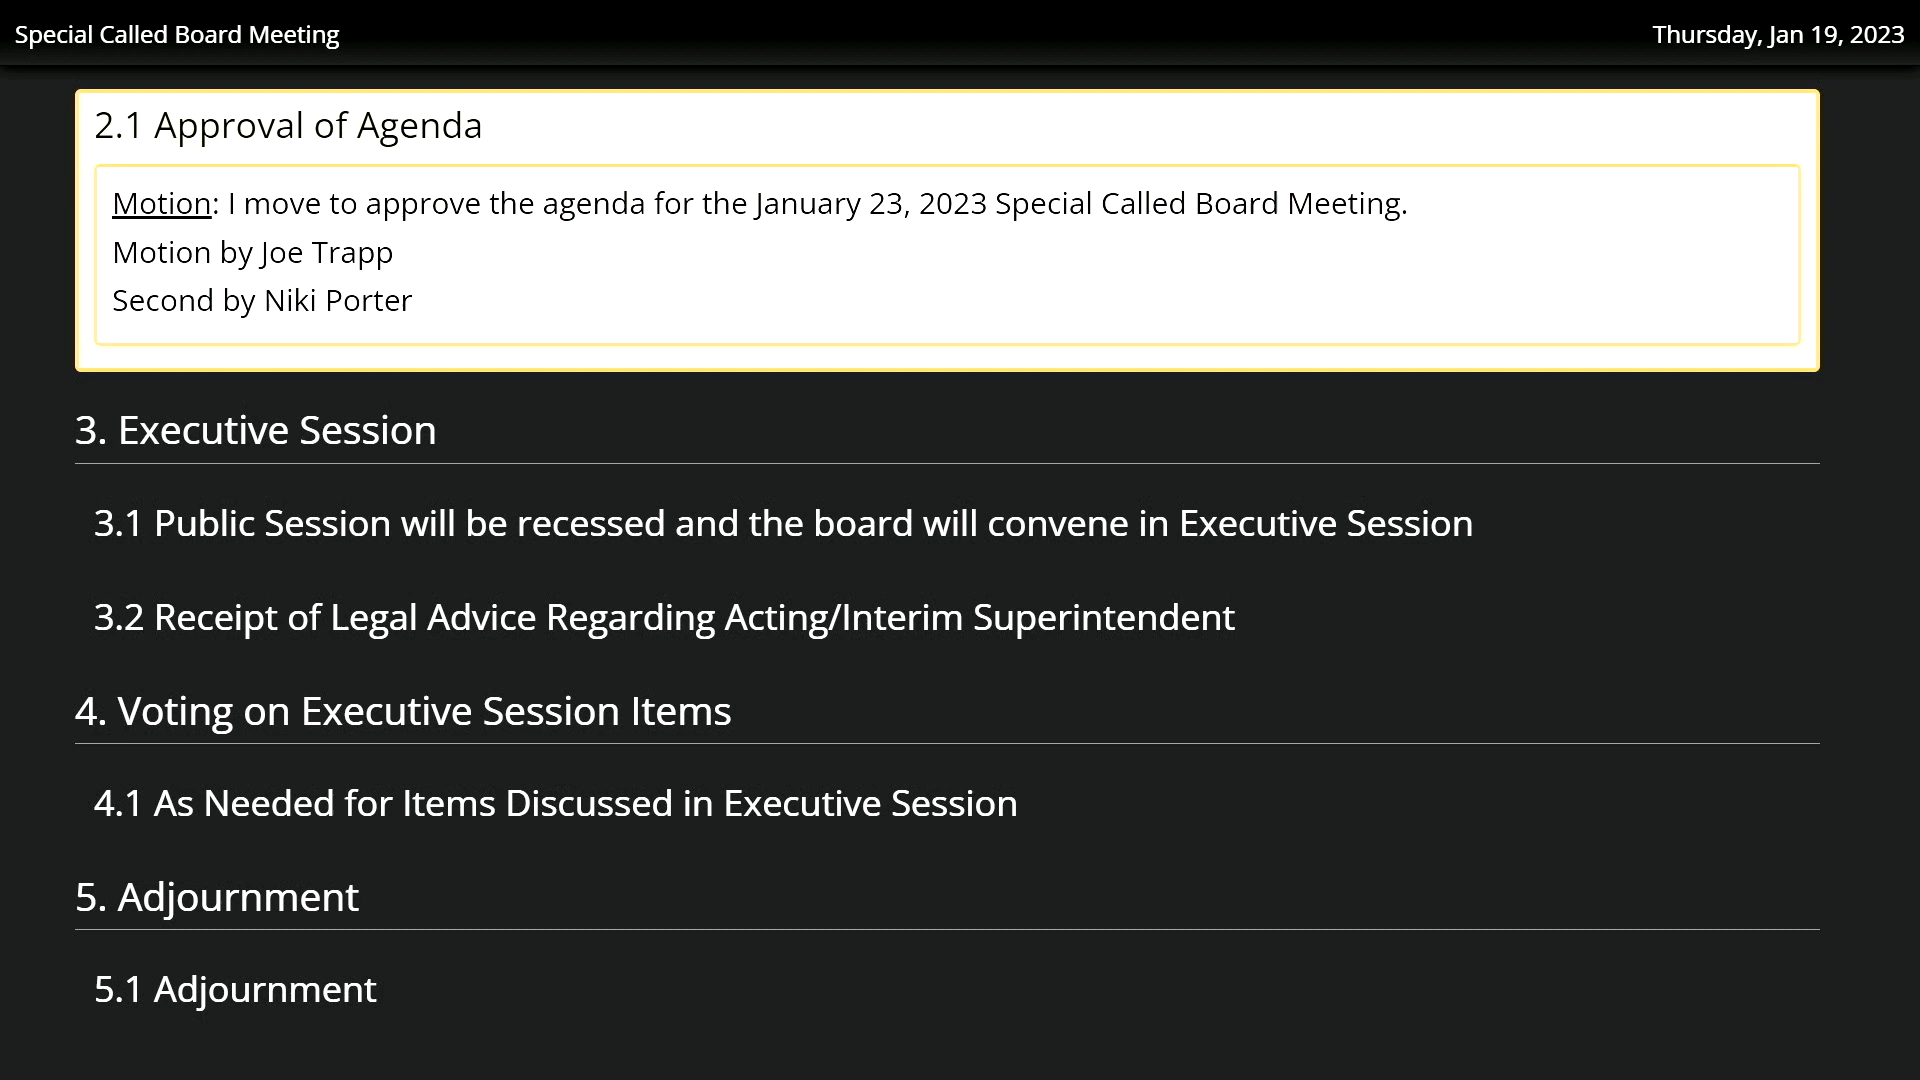 Special Called Board Meeting
Thursday, Jan 19, 2023
2.1 Approval of Agenda
Motion: I move to approve the agenda for the January 23, 2023 Special Called Board Meeting.
Motion by Joe Trapp
Second by Niki Porter
3. Executive Session
3.1 Public Session will be recessed and the board will convene in Executive Session
3.2 Receipt of Legal Advice Regarding Acting/Interim Superintendent
4. Voting on Executive Session Items
4.1 As Needed for Items Discussed in Executive Session
5. Adjournment
5.1 Adjournment